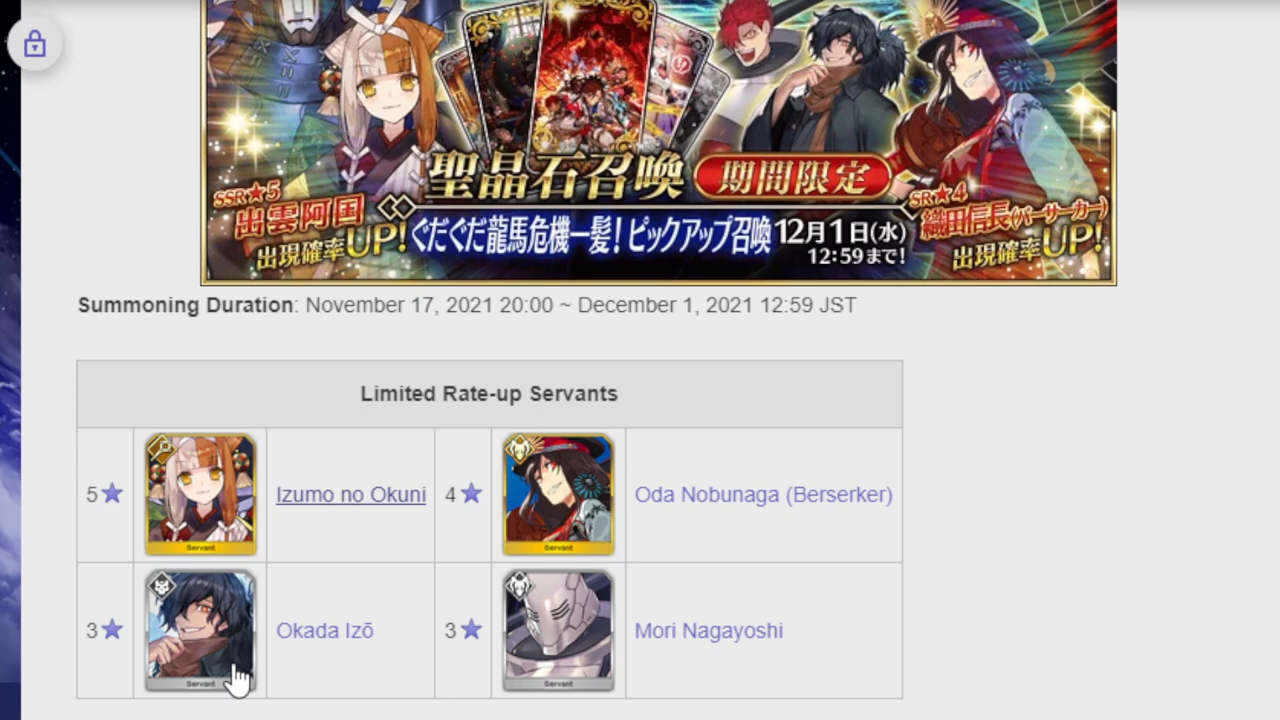 聖晶石召喚 期間限定
SSR★5
出雲阿国
出現確率UP!
ぐだぐだ龍馬危機一髪! ピックアップ召喚
12月1日(水)
12:59まで!
SR★4
織田信長(バーサーカー)
出現確率UP!
Summoning Duration: November 17, 2021 20:00 ~ December 1, 2021 12:59 JST
Limited Rate-up Servants
5★ Servant Izumo no Okuni 4★ Servant Oda Nobunaga (Berserker)
3★ Servant Okada Izō 3★ Servant Mori Nagayoshi